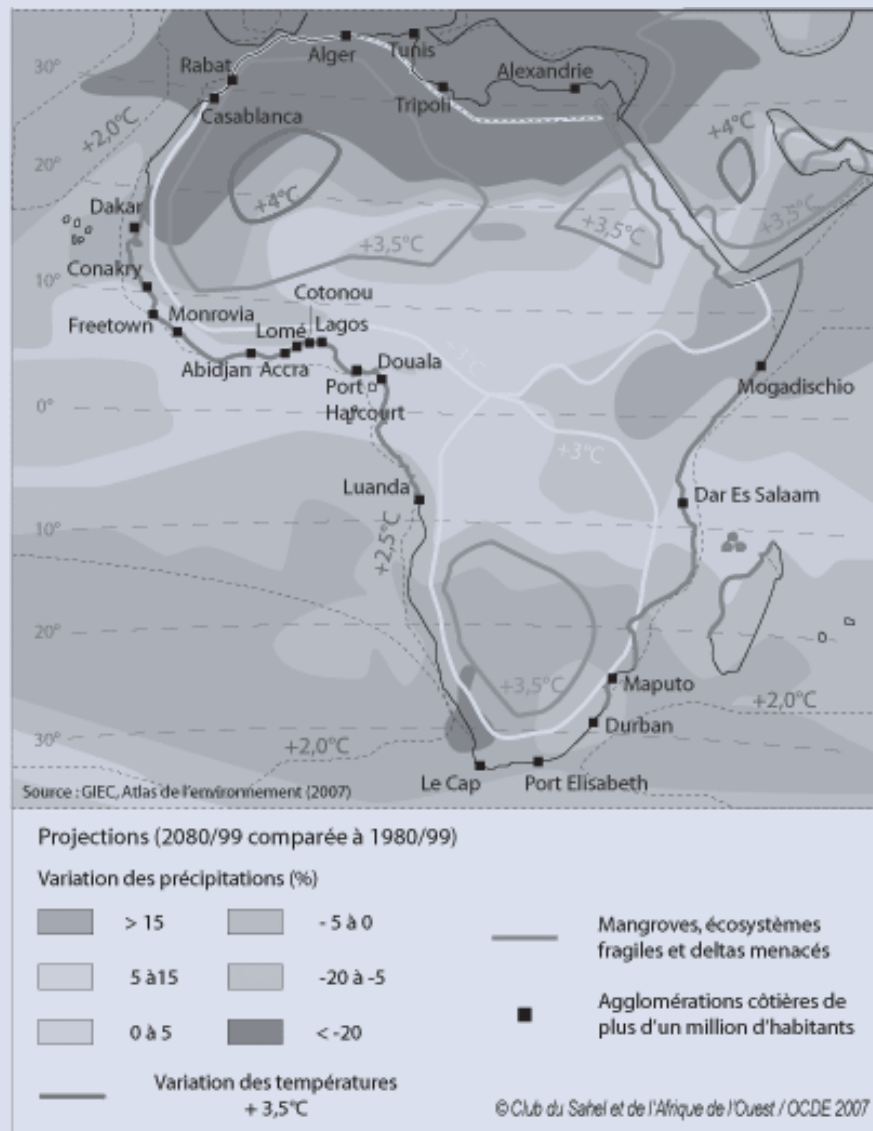 30°
Alger
Tunis
Rabat
Alexandrie
Casablanca
Tripoli
+2,0°C
+4°C
20°
+4°C
+3,5°C
Dakar
+3,5°C
+3,5°C
10°
Conakry
Cotonou
Freetown
Monrovia
Lomé
Lagos
Abidjan
Accra
Douala
Port
Harcourt
Mogadischio
0°
+3°C
Luanda
Dar Es Salaam
10°
+2,5°C
20°
+3,5°C
Maputo
+2,0°C
Durban
30°
+2,0°C
Le Cap
Port Elisabeth
Source : GIEC, Atlas de l'environnement (2007)
Projections (2080/99 comparée à 1980/99)
Variation des précipitations (%)
> 15
- 5 à 0
5 à15
-20 à -5
0 à 5
< -20
Mangroves, écosystèmes
fragiles et deltas menacés
Agglomérations côtières de
plus d'un million d'habitants
Variation des températures
+ 3,5°C
© Club du Sahel et de l'Afrique de l'Ouest / OCDE 2007